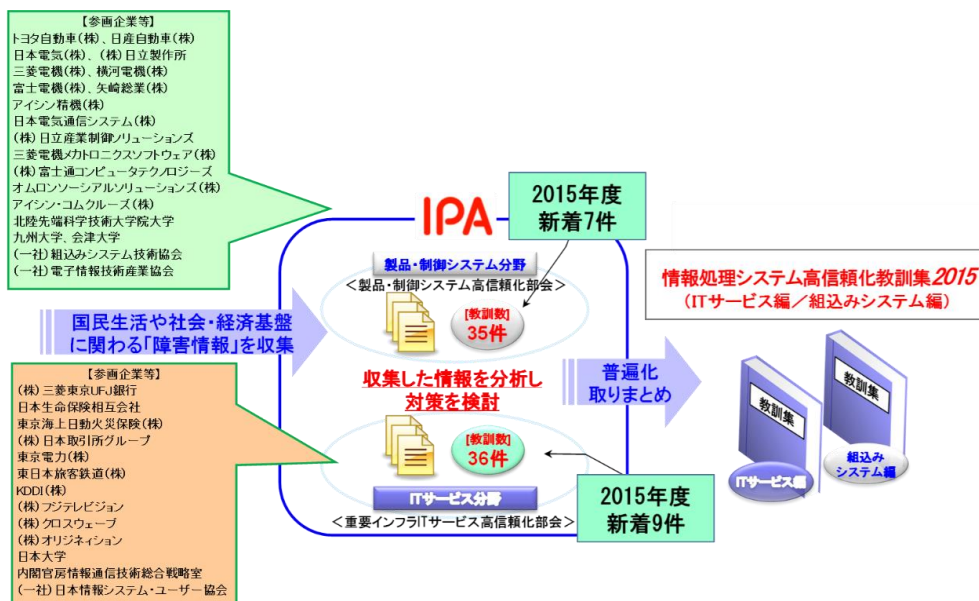 【参画企業等】
トヨタ自動車(株)、日産自動車(株)
日本電気(株)、(株)日立製作所
三菱電機(株)、横河電機(株)
富士電機(株)、矢崎総業(株)
アイシン精機(株)
日本電気通信システム(株)
(株)日立産業制御ソリューションズ
三菱電機メカトロニクスソフトウェア(株)
(株)富士通コンピュータテクノロジーズ
オムロンソーシアルソリューションズ(株)
アイシン・コムクルーズ(株)
北陸先端科学技術大学院大学
九州大学、会津大学
(一社)組込みシステム技術協会
(一社)電子情報技術産業協会
国民生活や社会・経済基盤
に関わる「障害情報」を収集
【参画企業等】
(株)三菱東京UFJ銀行
日本生命保険相互会社
東京海上日動火災保険(株)
(株)日本取引所グループ
東京電力(株)
東日本旅客鉄道(株)
KDDI(株)
(株)フジテレビジョン
(株)クロスウェーブ
(株)オリジネィション
日本大学
内閣官房情報通信技術総合戦略室
(一社)日本情報システム・ユーザー協会
IPA
2015年度
新着7件
製品・制御システム分野
<製品・制御システム高信頼化部会>
[教訓数]
35件
収集した情報を分析し
対策を検討
[教訓数]
36件
ITサービス分野
<重要インフラITサービス高信頼化部会>
2015年度
新着9件
普遍化
取りまとめ
情報処理システム高信頼化教訓集2015
(ITサービス編/組込みシステム編)
教訓集
ITサービス編
教訓集
組込み
システム編